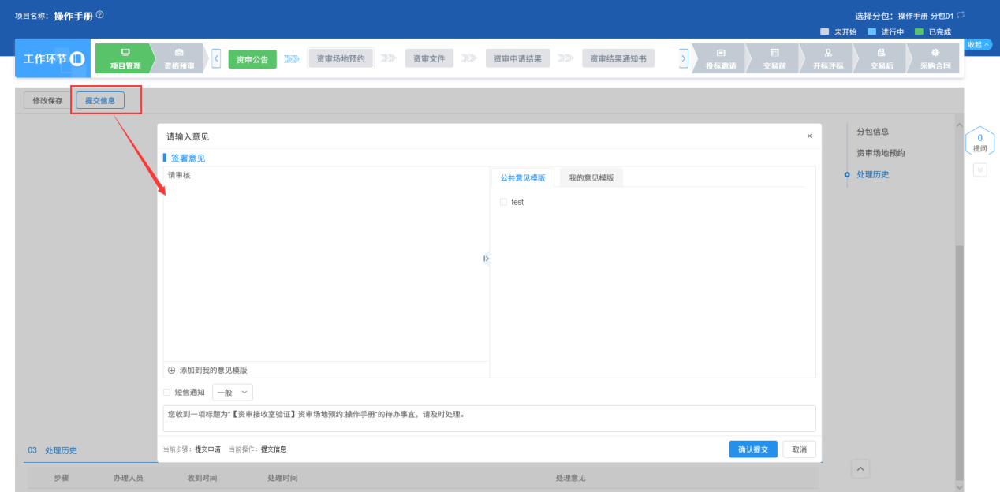 项目名称: 操作手册
选择分包: 操作手册-分包01
未开始 进行中 已完成
收起
工作环节
项目管理
资格预审
资审公告
资审场地预约
资审文件
资审申请结果
资审结果通知书
投标邀请
交易前
开标评标
交易后
采购合同
修改保存
提交信息
请输入意见
×
签署意见
请审核
公共意见模版
我的意见模版
test
添加到我的意见模版
短信通知
一般
您收到一项标题为"【资审接收室验证】资审场地预约:操作手册"的待办事宜，请及时处理。
当前步骤: 提交申请 当前操作: 提交信息
确认提交
取消
分包信息
资审场地预约
处理历史
0
提问
03 处理历史
步骤 办理人员 收到时间 处理时间 处理意见